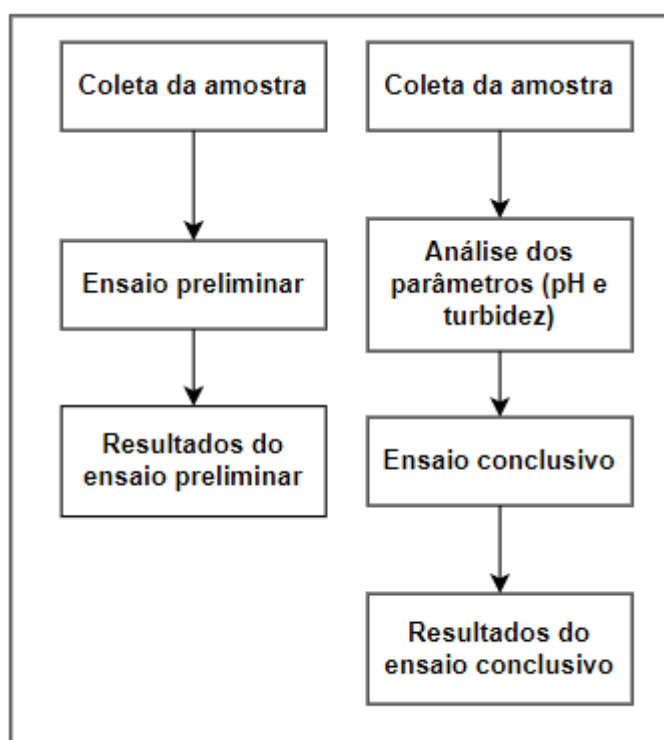 Coleta da amostra
Ensaio preliminar
Resultados do
ensaio preliminar
Coleta da amostra
Análise dos
parâmetros (pH e
turbidez)
Ensaio conclusivo
Resultados do
ensaio conclusivo